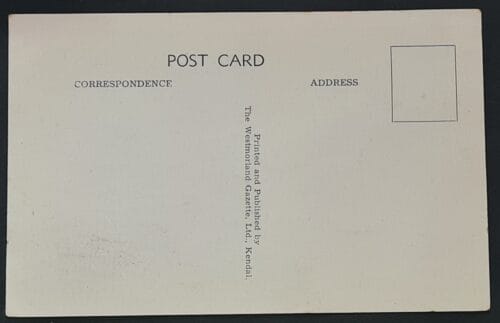 POST CARD
CORRESPONDENCE
ADDRESS
Printed and Published by
The Westmorland Gazette, Ltd., Kendal.